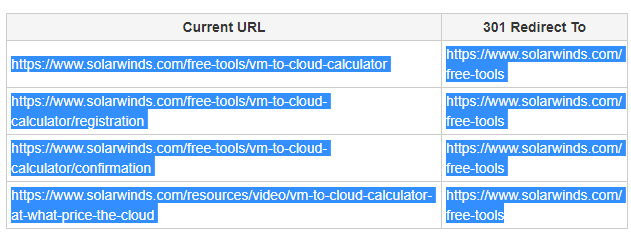 Current URL
301 Redirect To
https://www.solarwinds.com/free-tools/vm-to-cloud-calculator
https://www.solarwinds.com/
free-tools
https://www.solarwinds.com/free-tools/vm-to-cloud-
calculator/registration
https://www.solarwinds.com/
free-tools
https://www.solarwinds.com/free-tools/vm-to-cloud-
calculator/confirmation
https://www.solarwinds.com/
free-tools
https://www.solarwinds.com/resources/video/vm-to-cloud-calculator-
at-what-price-the-cloud
https://www.solarwinds.com/
free-tools